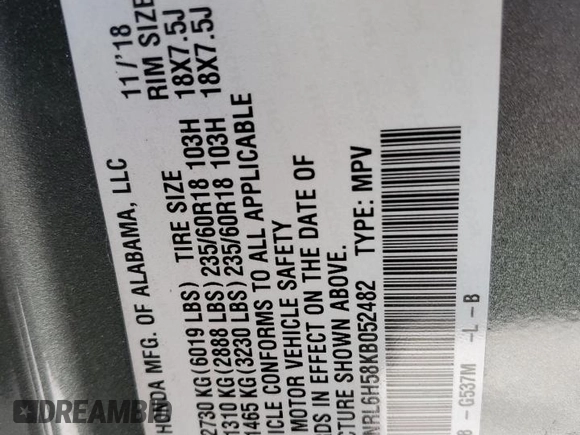 HONDA MFG. OF ALABAMA, LLC 11/'18
TIRE SIZE RIM SIZE
2730 KG(6019 LBS)
1310 KG(2888 LBS) 235/60R18 103H 18X7.5J
1465 KG(3230 LBS) 235/60R18 103H 18X7.5J
CONFORMS TO ALL APPLICABLE
MOTOR VEHICLE SAFETY
IN EFFECT ON THE DATE OF
SHOWN ABOVE.
NRL6H58KB052482 TYPE: MPV
G537M -L-B
DREAMBID